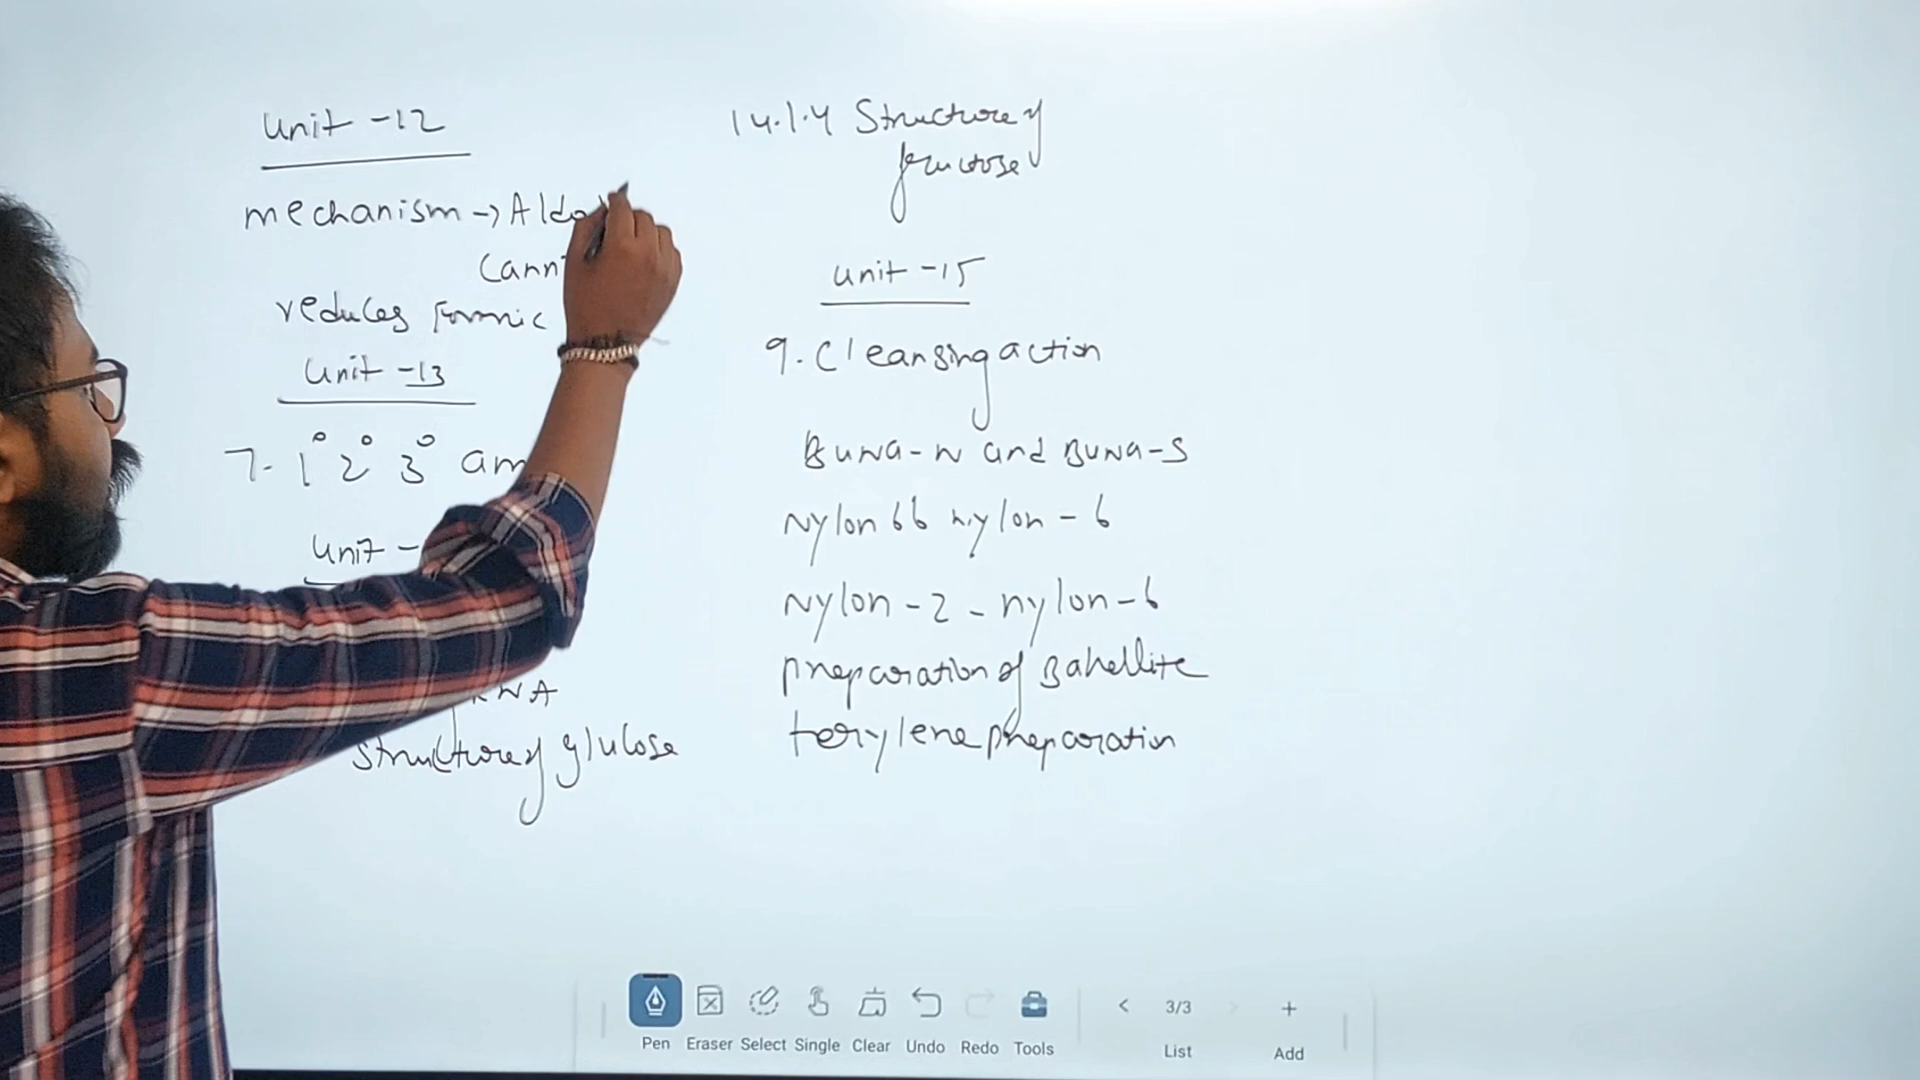 unit -12
mechanism -> Aldo
Cann
reduces Formic
unit -13
7. 1° 2° 3° am
unit -
RNA
structure of glucose
14.1.4 Structure of
fructose
unit -15
9. Cleansing action
BUNA-N and BUNA-S
Nylon 66 nylon - 6
Nylon - 2 - nylon - 6
preparation of Bakellite
terylene preparation
Pen Eraser Select Single Clear Undo Redo Tools
< 3/3 > +
List Add